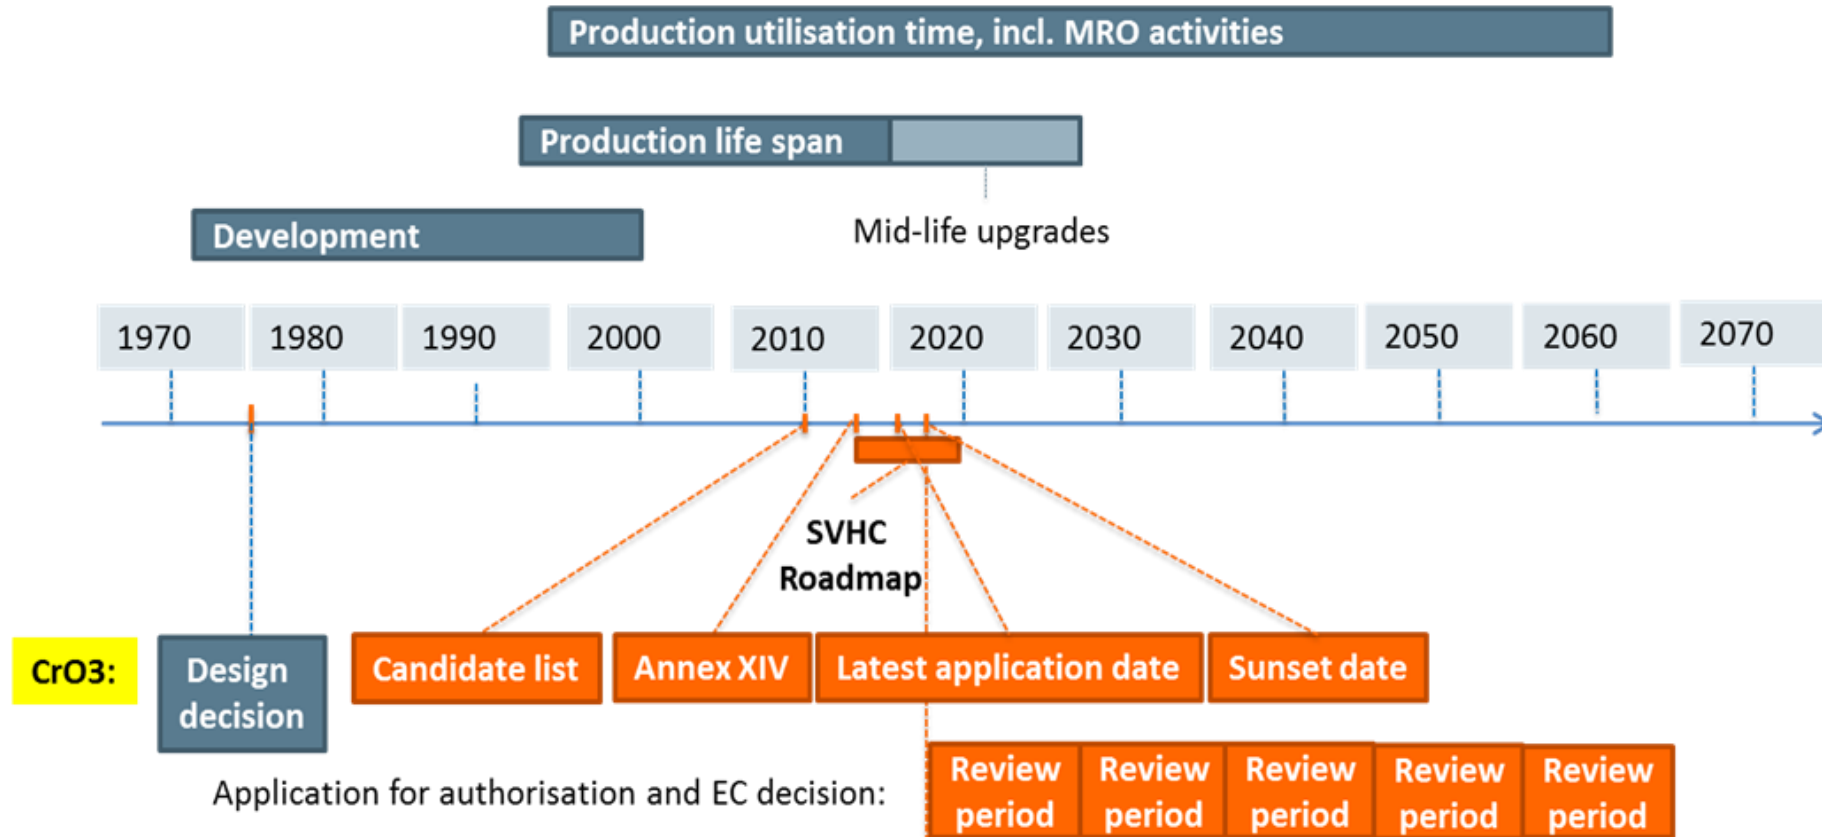 Production utilisation time, incl. MRO activities
Production life span
Mid-life upgrades
Development
1970
1980
1990
2000
2010
2020
2030
2040
2050
2060
2070
SVHC
Roadmap
CrO3:
Design
decision
Candidate list
Annex XIV
Latest application date
Sunset date
Application for authorisation and EC decision:
Review
period
Review
period
Review
period
Review
period
Review
period